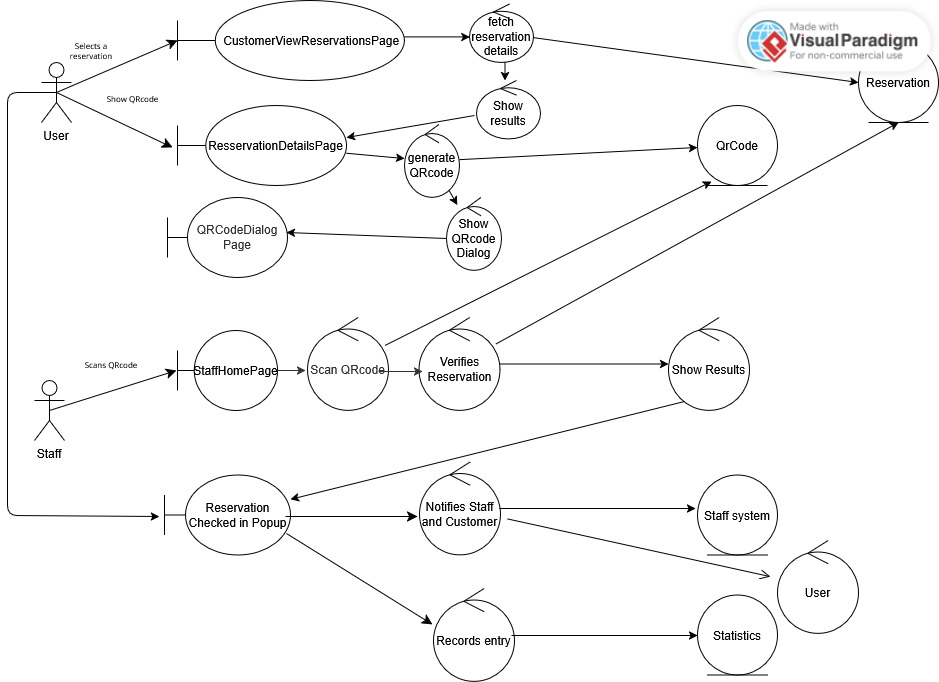 Made with
VisualParadigm
For non-commercial use
Selects a
reservation
CustomerViewReservationsPage
fetch
reservation
details
Reservation
User
Show QRcode
Show
results
ResservationDetailsPage
generate
QRcode
QrCode
QRCodeDialog
Page
Show
QRcode
Dialog
Scans QRcode
Staff
StaffHomePage
Scan QRcode
Verifies
Reservation
Show Results
Reservation
Checked in Popup
Notifies Staff
and Customer
Staff system
User
Records entry
Statistics